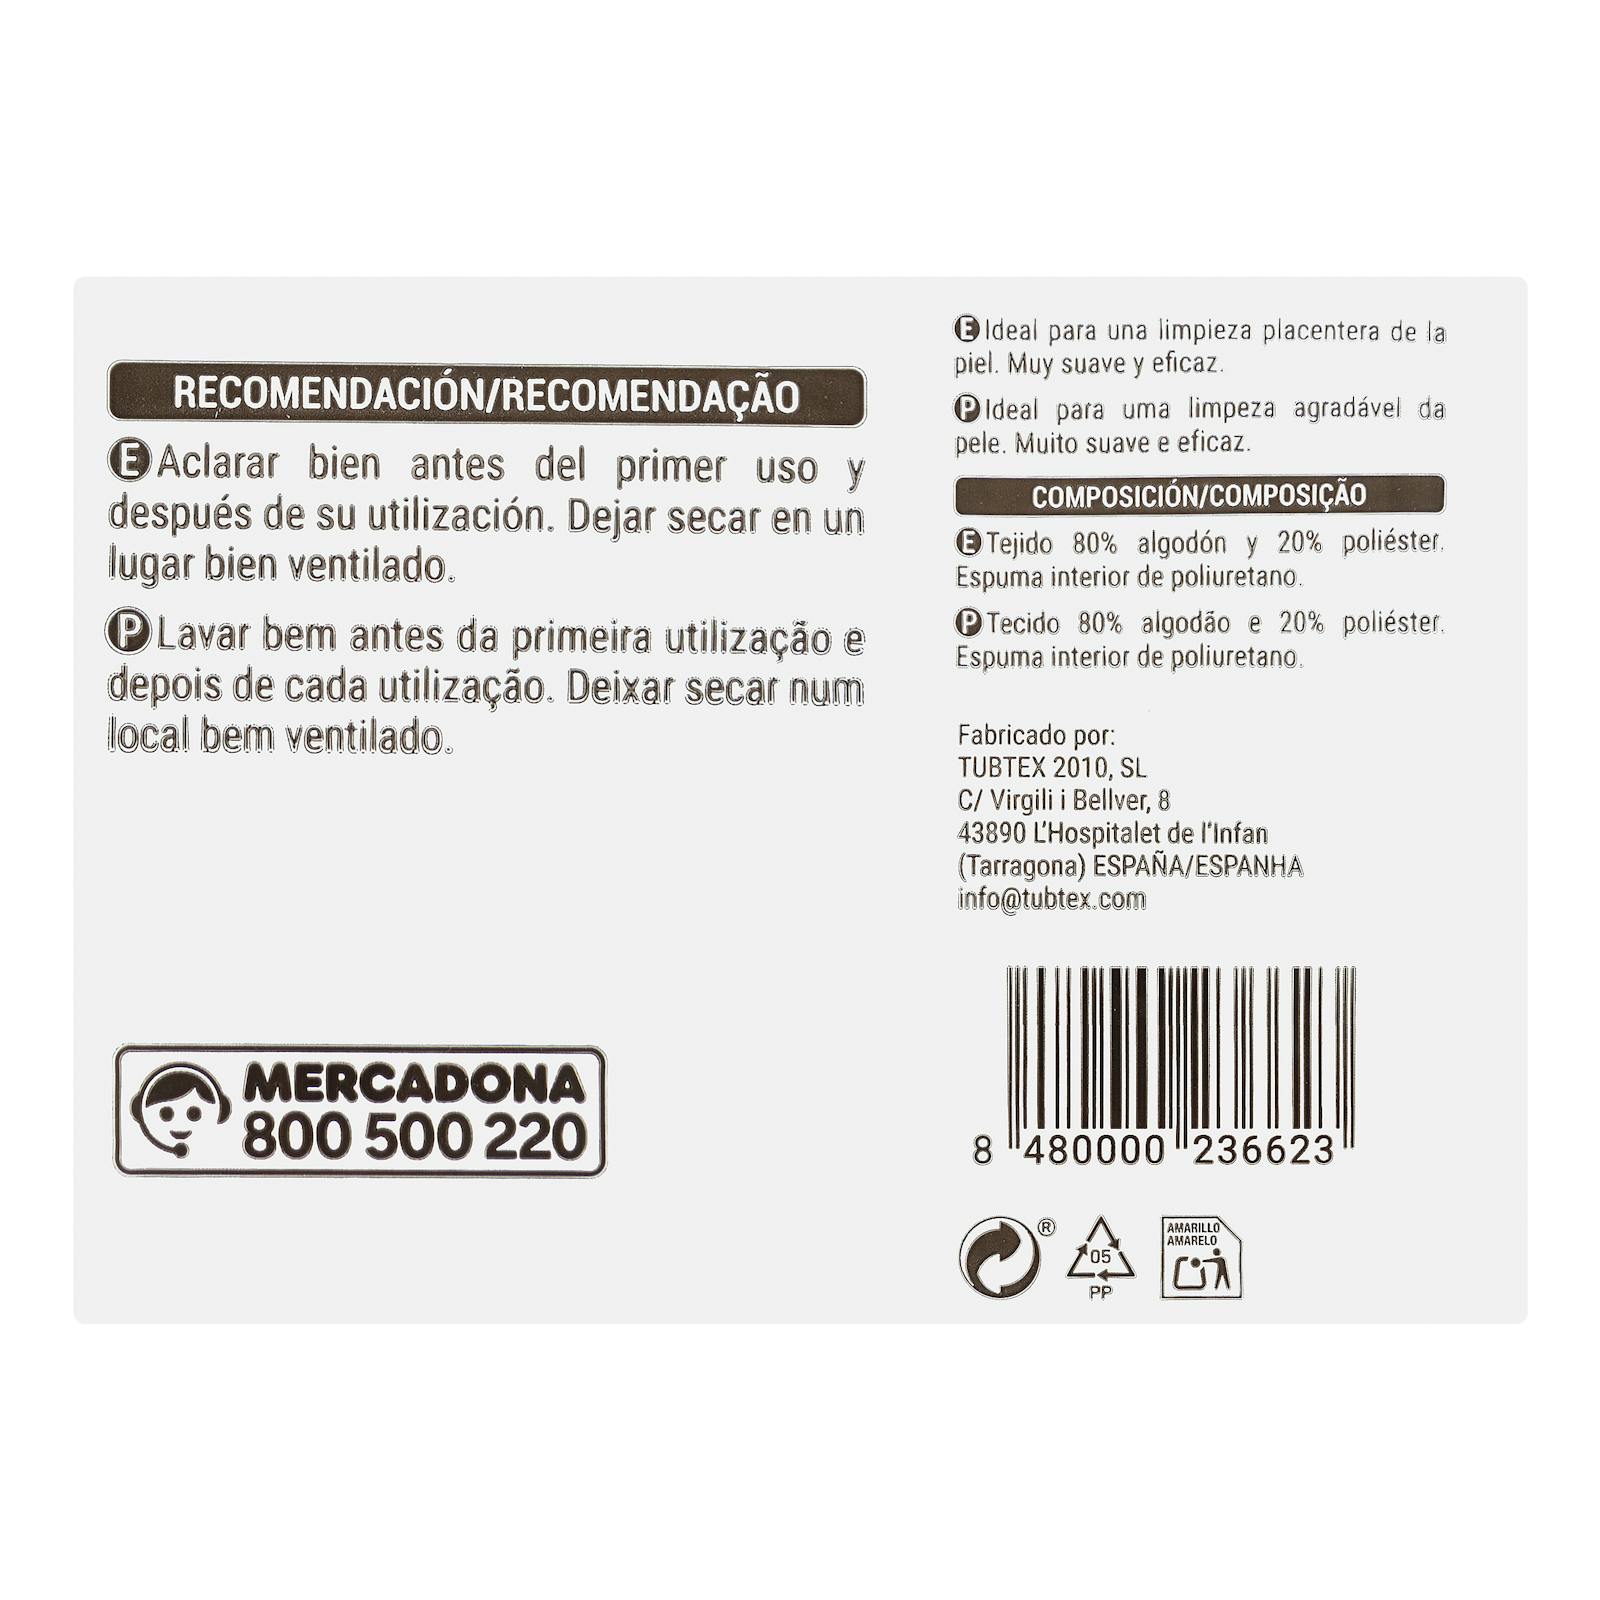 RECOMENDACIÓN/RECOMENDAÇÃO
E Aclarar bien antes del primer uso y
después de su utilización. Dejar secar en un
lugar bien ventilado.
P Lavar bem antes da primeira utilização e
depois de cada utilização. Deixar secar num
local bem ventilado.
MERCADONA
800 500 220
E Ideal para una limpieza placentera de la
piel. Muy suave y eficaz.
P Ideal para uma limpeza agradável da
pele. Muito suave e eficaz.
COMPOSICIÓN/COMPOSIÇÃO
E Tejido 80% algodón y 20% poliéster.
Espuma interior de poliuretano.
P Tecido 80% algodão e 20% poliéster.
Espuma interior de poliuretano.
Fabricado por:
TUBTEX 2010, SL
C/ Virgili i Bellver, 8
43890 L'Hospitalet de l'Infan
(Tarragona) ESPAÑA/ESPANHA
info@tubtex.com
8 480000 236623
®
05
PP
AMARILLO
AMARELO